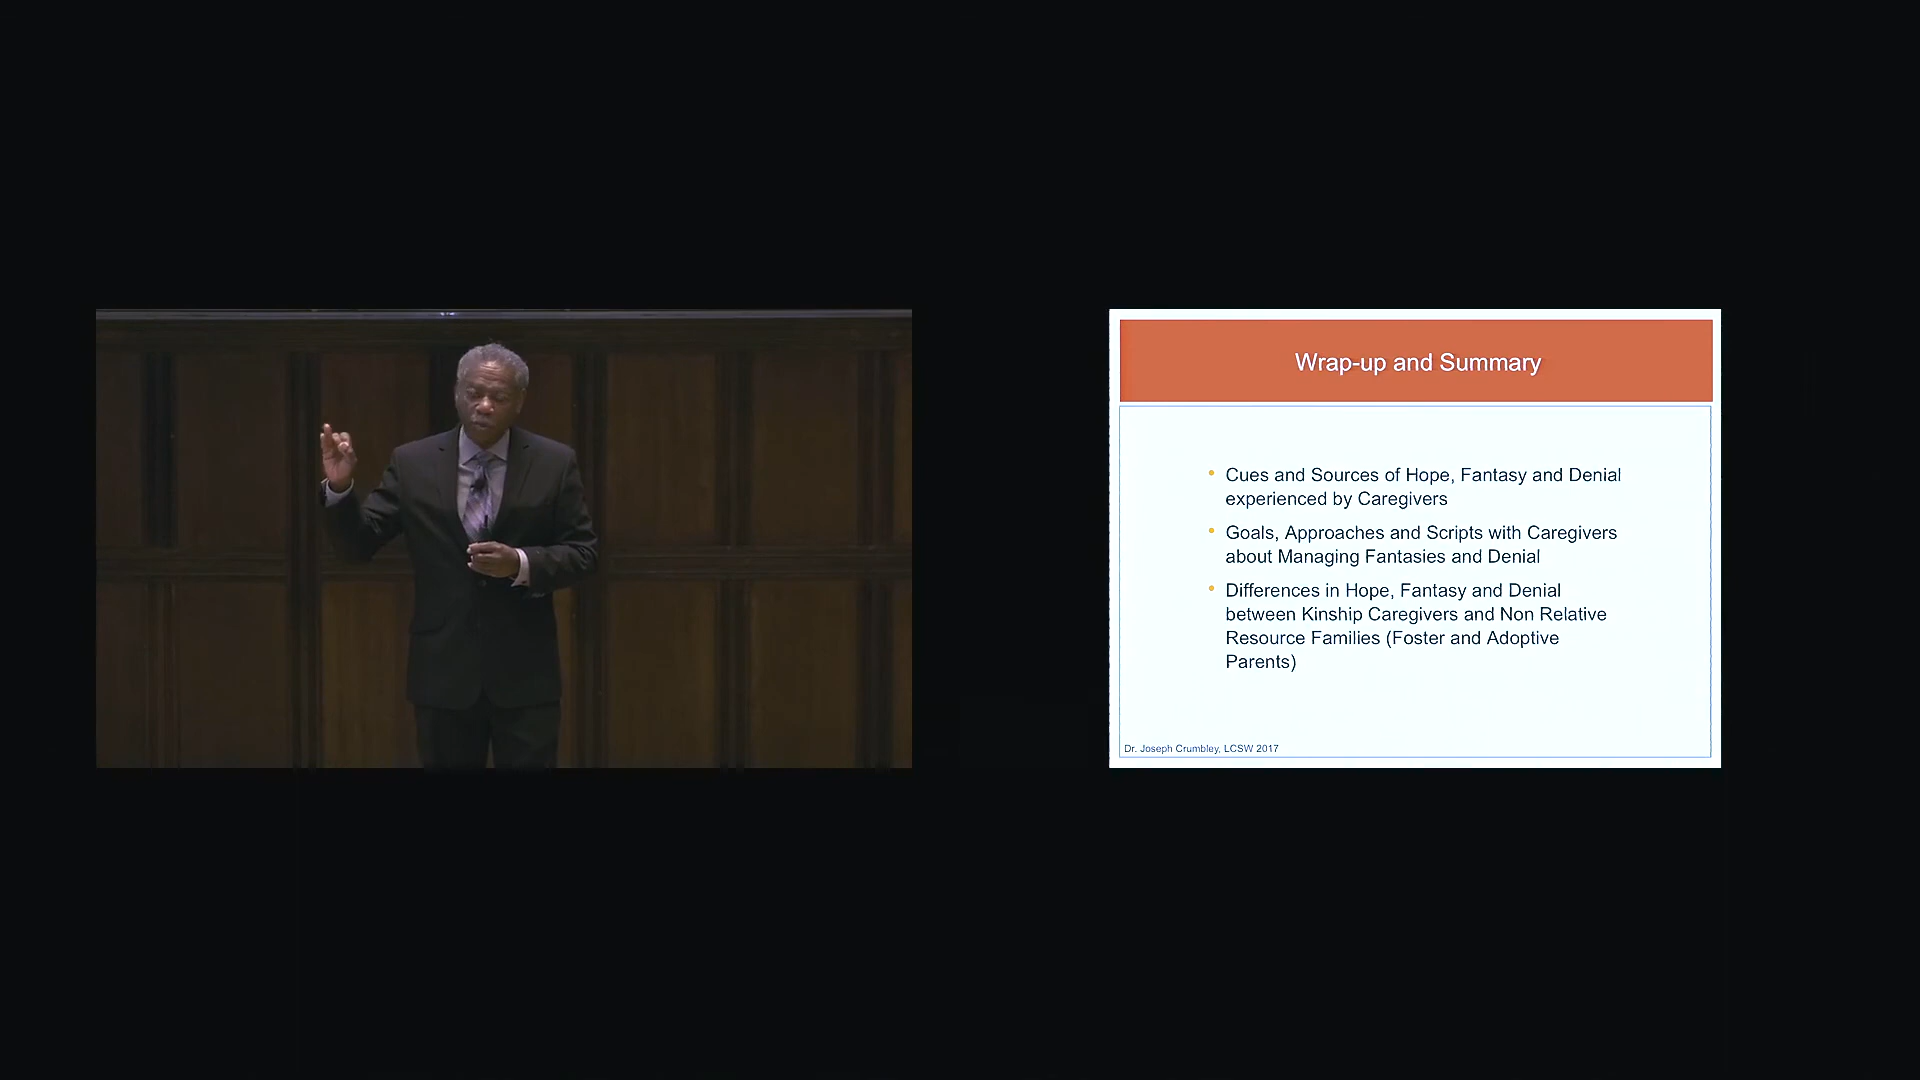 Wrap-up and Summary
• Cues and Sources of Hope, Fantasy and Denial
experienced by Caregivers
• Goals, Approaches and Scripts with Caregivers
about Managing Fantasies and Denial
• Differences in Hope, Fantasy and Denial
between Kinship Caregivers and Non Relative
Resource Families (Foster and Adoptive
Parents)
Dr. Joseph Crumbley, LCSW 2017